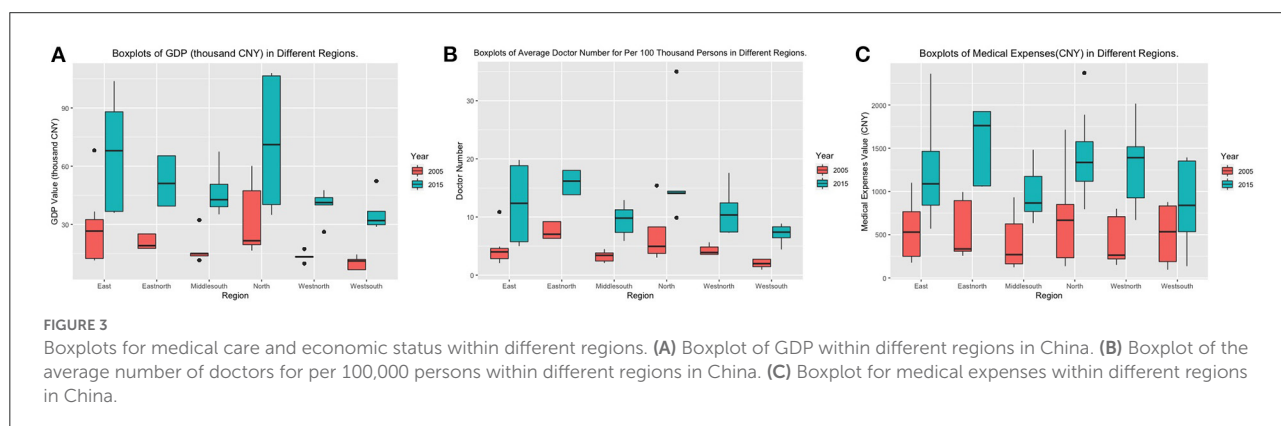 A
Boxplots of GDP (thousand CNY) in Different Regions.
GDP Value (thousand CNY)
90
60
30
East Eastnorth Middlesouth North Westnorth Westsouth
Region
Year
2005
2015
B
Boxplots of Average Doctor Number for Per 100 Thousand Persons in Different Regions.
Doctor Number
30
20
10
0
East Eastnorth Middlesouth North Westnorth Westsouth
Region
Year
2005
2015
C
Boxplots of Medical Expenses(CNY) in Different Regions.
Medical Expenses Value (CNY)
2000
1500
1000
500
0
East Eastnorth Middlesouth North Westnorth Westsouth
Region
Year
2005
2015
FIGURE 3
Boxplots for medical care and economic status within different regions. (A) Boxplot of GDP within different regions in China. (B) Boxplot of the
average number of doctors for per 100,000 persons within different regions in China. (C) Boxplot for medical expenses within different regions
in China.